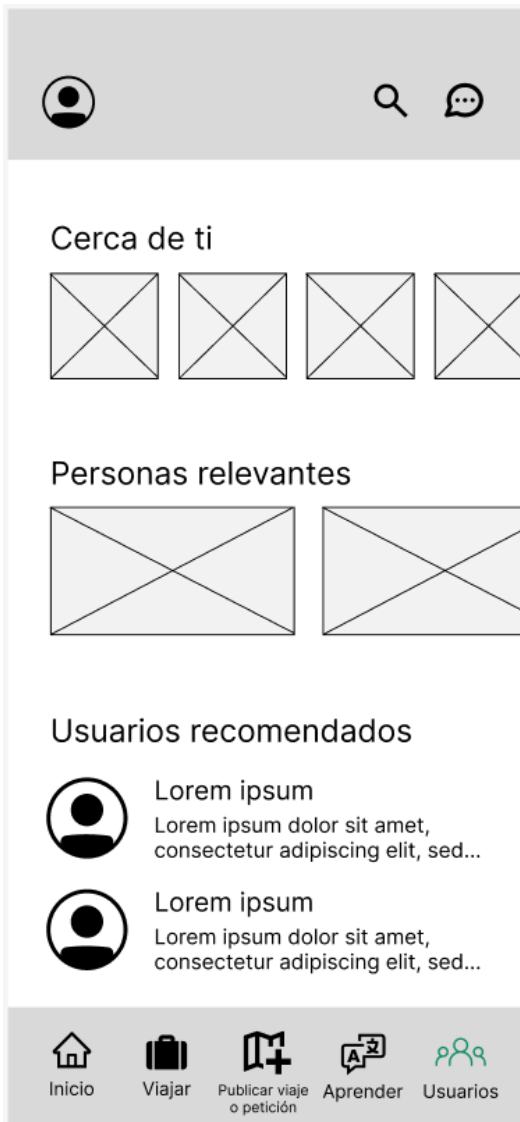 Cerca de ti
Personas relevantes
Usuarios recomendados
Lorem ipsum
Lorem ipsum dolor sit amet,
consectetur adipiscing elit, sed...
Lorem ipsum
Lorem ipsum dolor sit amet,
consectetur adipiscing elit, sed...
Inicio
Viajar
Publicar viaje
o petición
A 文
Aprender
Usuarios